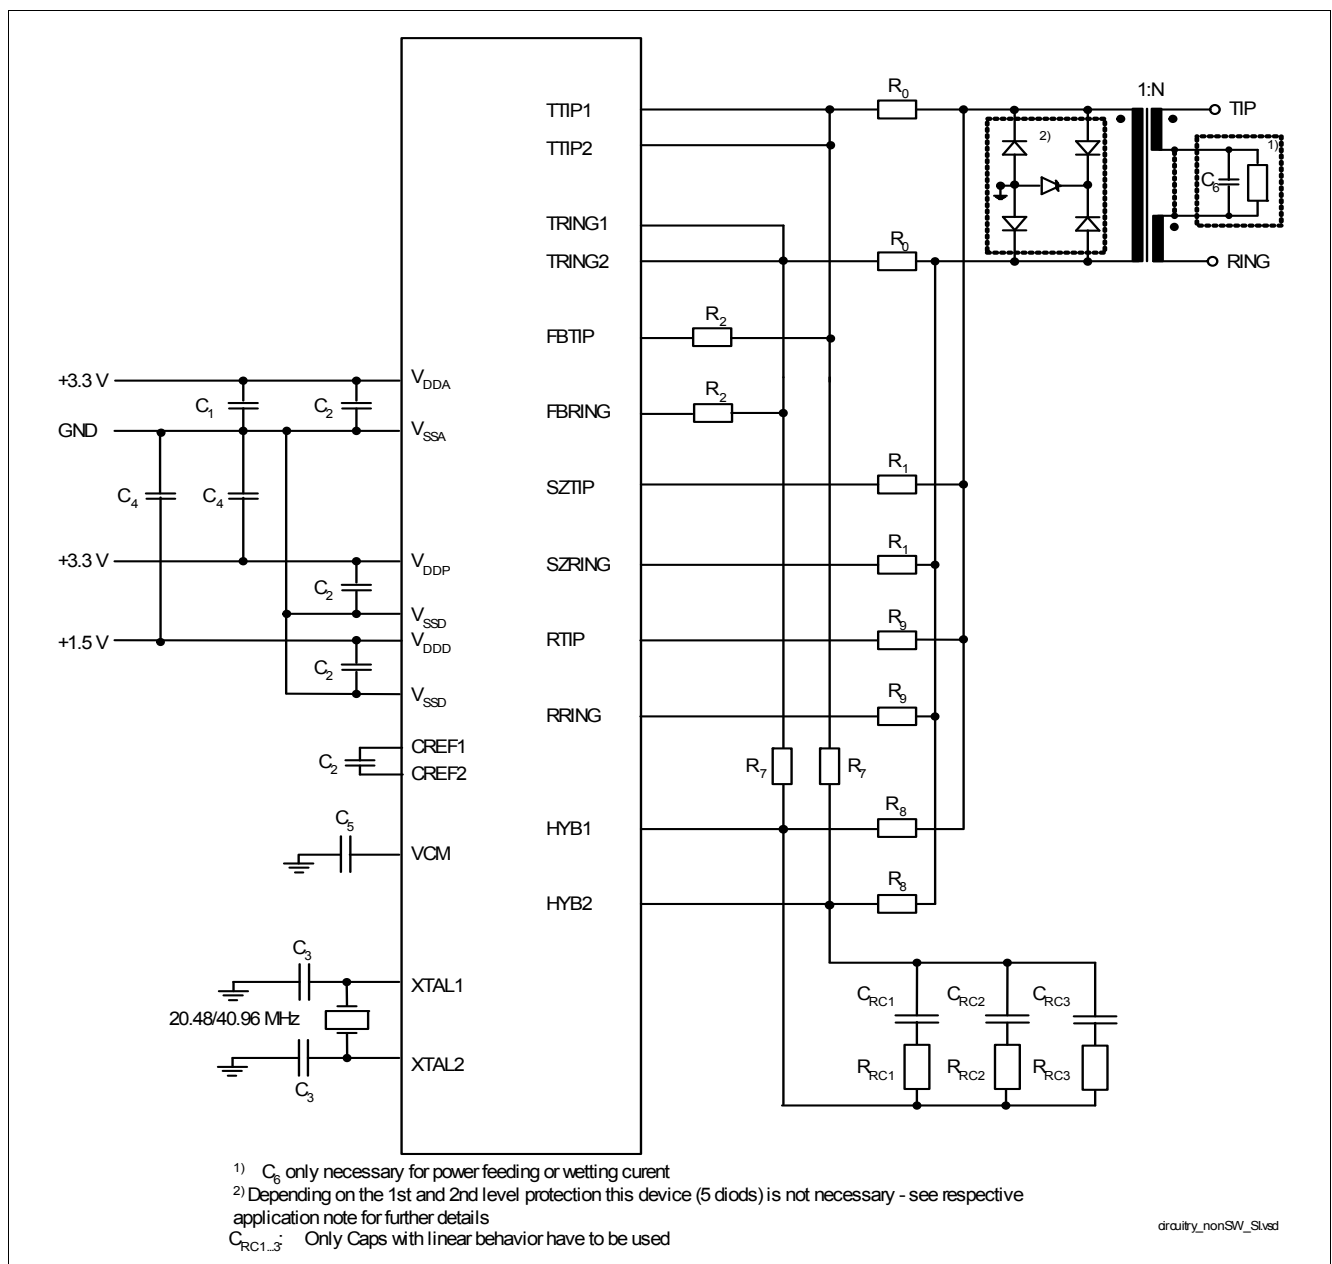 1:N
R0
TTIP1
TIP
2)
1)
TTIP2
C6
TRING1
R0
TRING2
RING
R2
FBTIP
+3.3 V
VDDA
R2
C1
C2
FBRING
GND
VSSA
R1
SZTIP
C4
C4
R1
+3.3 V
VDDP
SZRING
C2
VSSD
R9
+1.5 V
VDDD
RTIP
C2
R9
VSSD
RRING
CREF1
C2
R7
R7
CREF2
R8
C5
HYB1
VCM
R8
HYB2
C3
XTAL1
CRC1
CRC2
CRC3
20.48/40.96 MHz
XTAL2
RRC1
RRC2
RRC3
C3
1) C6 only necessary for power feeding or wetting curent
2) Depending on the 1st and 2nd level protection this device (5 diods) is not necessary - see respective
application note for further details
CRC1...3: Only Caps with linear behavior have to be used
circuitry_nonSW_SI.vsd